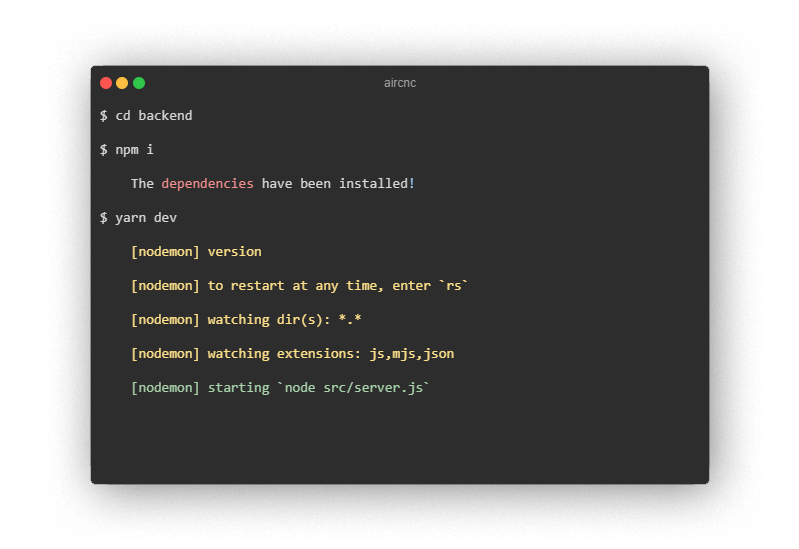 aircnc
$ cd backend
$ npm i
The dependencies have been installed!
$ yarn dev
[nodemon] version
[nodemon] to restart at any time, enter `rs`
[nodemon] watching dir(s): *.*
[nodemon] watching extensions: js,mjs,json
[nodemon] starting `node src/server.js`